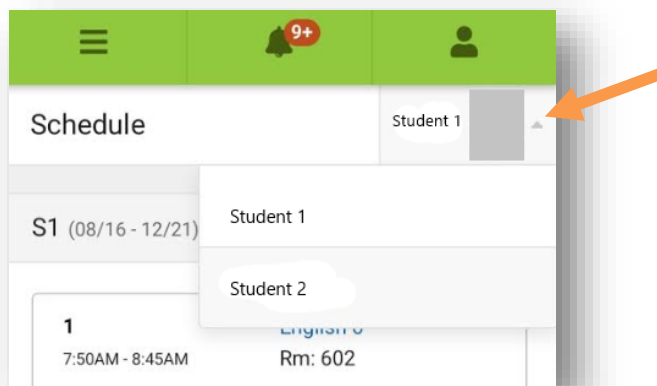 9+
Schedule
Student 1
Student 1
S1 (08/16 - 12/21)
Student 2
1
English
7:50AM - 8:45AM
Rm: 602